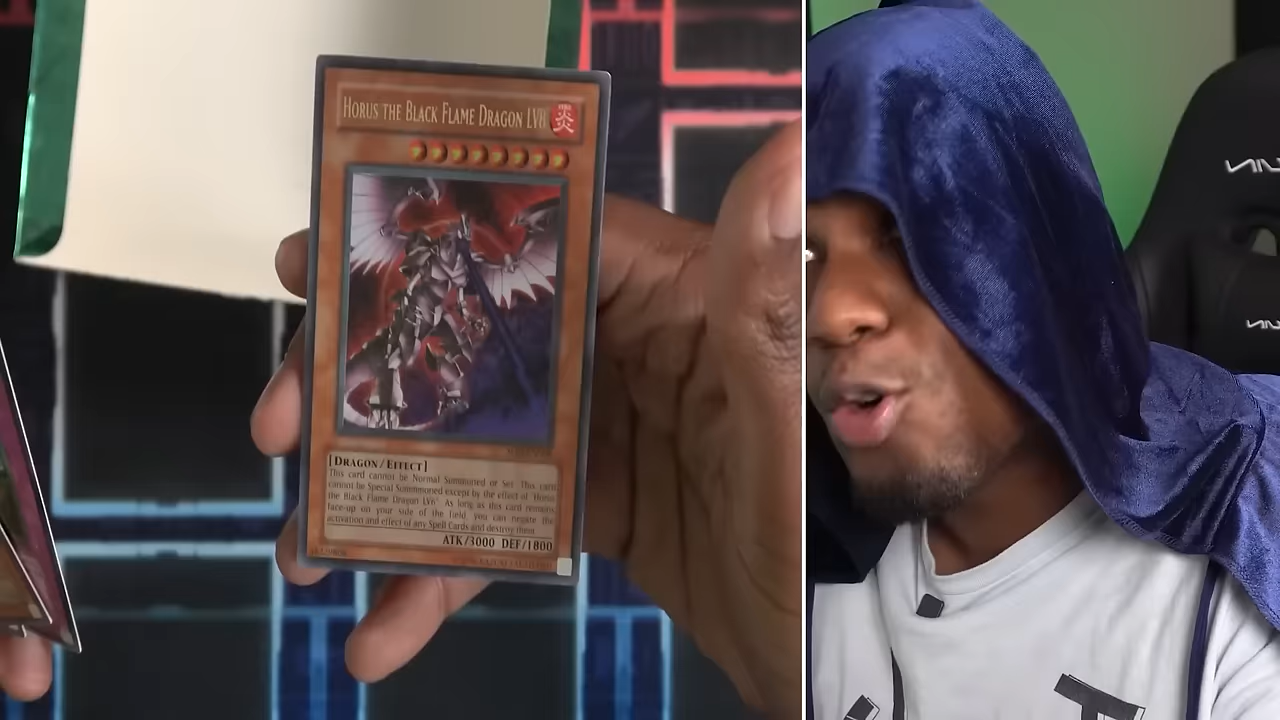 HORUS THE BLACK FLAME DRAGON LV8
炎
[DRAGON/EFFECT]
This card cannot be Normal Summoned or Set. This card
cannot be Special Summoned except by the effect of "Horus
the Black Flame Dragon LV6". As long as this card remains
face-up on your side of the field, you can negate the
activation and effect of any Spell Cards and destroy them.
ATK/3000 DEF/1800